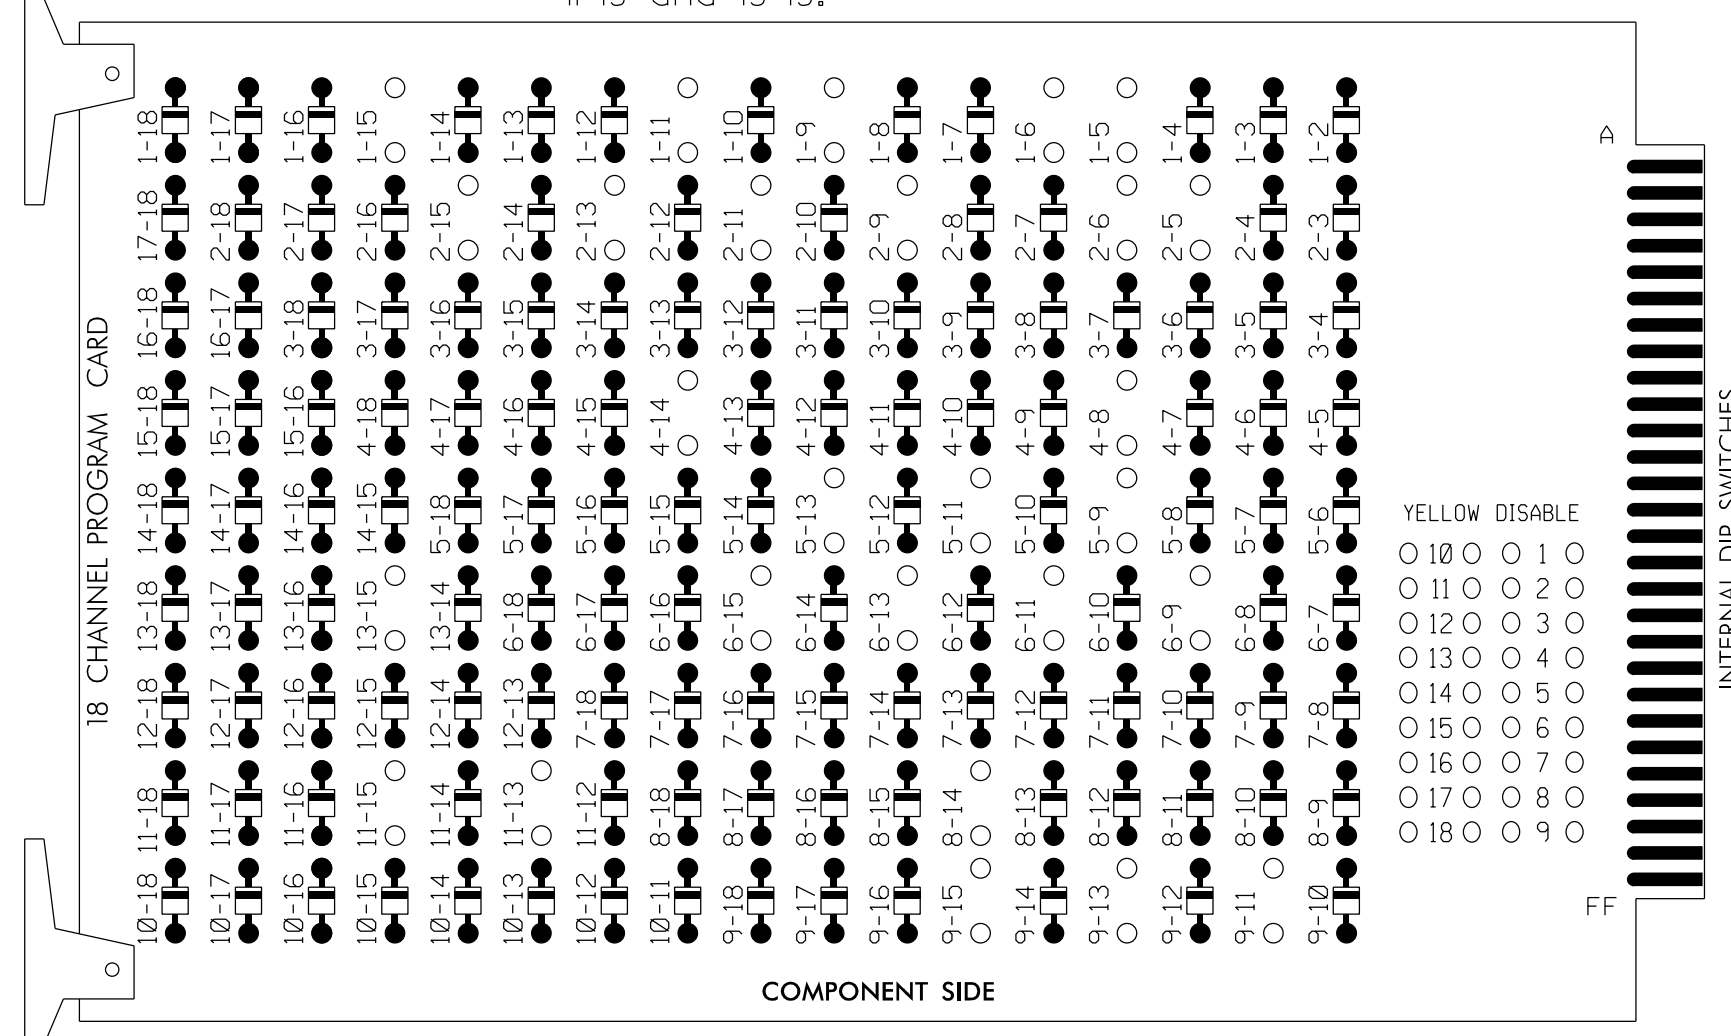 1-18 1-17 1-16 1-15 1-14 1-13 1-12 1-11 1-10 1-9 1-8 1-7 1-6 1-5 1-4 1-3 1-2
17-18 2-18 2-17 2-16 2-15 2-14 2-13 2-12 2-11 2-10 2-9 2-8 2-7 2-6 2-5 2-4 2-3
16-18 16-17 3-18 3-17 3-16 3-15 3-14 3-13 3-12 3-11 3-10 3-9 3-8 3-7 3-6 3-5 3-4
15-18 15-17 15-16 4-18 4-17 4-16 4-15 4-14 4-13 4-12 4-11 4-10 4-9 4-8 4-7 4-6 4-5
14-18 14-17 14-16 14-15 5-18 5-17 5-16 5-15 5-14 5-13 5-12 5-11 5-10 5-9 5-8 5-7 5-6
13-18 13-17 13-16 13-15 13-14 6-18 6-17 6-16 6-15 6-14 6-13 6-12 6-11 6-10 6-9 6-8 6-7
12-18 12-17 12-16 12-15 12-14 12-13 7-18 7-17 7-16 7-15 7-14 7-13 7-12 7-11 7-10 7-9 7-8
11-18 11-17 11-16 11-15 11-14 11-13 11-12 8-18 8-17 8-16 8-15 8-14 8-13 8-12 8-11 8-10 8-9
10-18 10-17 10-16 10-15 10-14 10-13 10-12 10-11 9-18 9-17 9-16 9-15 9-14 9-13 9-12 9-11 9-10
18 CHANNEL PROGRAM CARD
A
YELLOW DISABLE
10 1
11 2
12 3
13 4
14 5
15 6
16 7
17 8
18 9
FF
COMPONENT SIDE
INTERNAL DIP SWITCHES